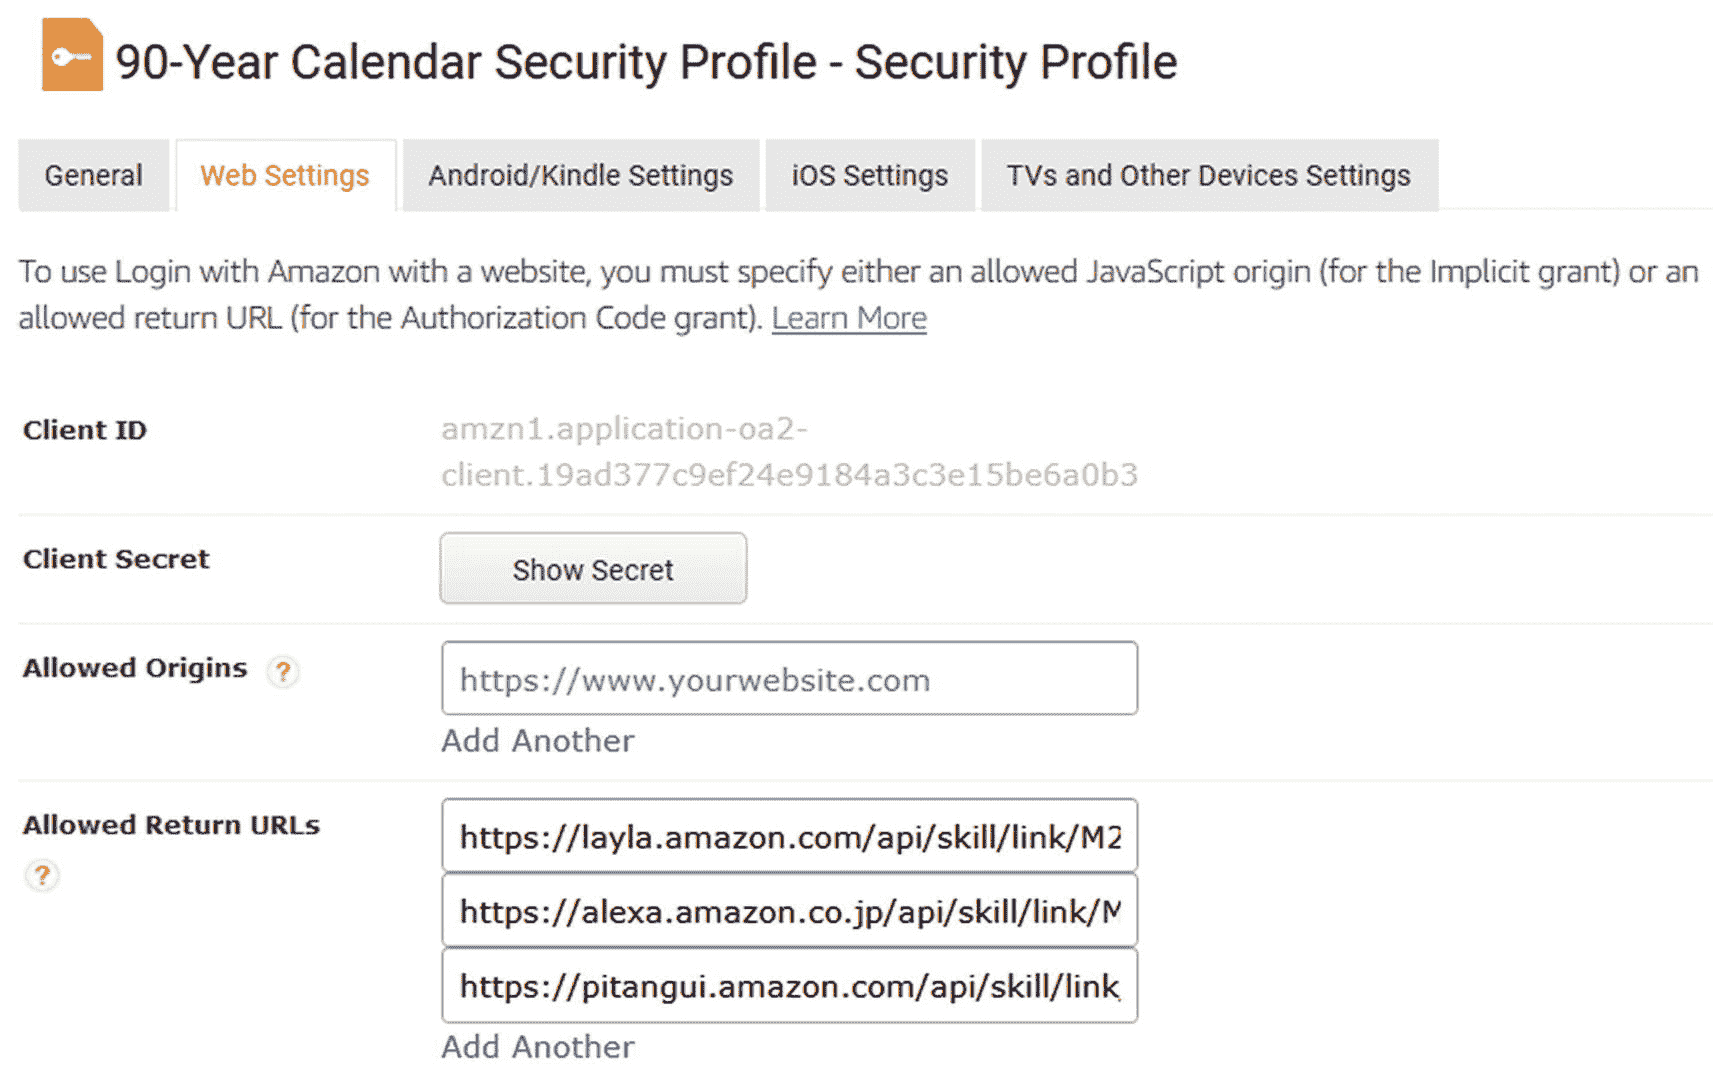 90-Year Calendar Security Profile - Security Profile
General Web Settings Android/Kindle Settings iOS Settings TVs and Other Devices Settings
To use Login with Amazon with a website, you must specify either an allowed JavaScript origin (for the Implicit grant) or an
allowed return URL (for the Authorization Code grant). Learn More
Client ID amzn1.application-oa2-
client.19ad377c9ef24e9184a3c3e15be6a0b3
Client Secret Show Secret
Allowed Origins ? https://www.yourwebsite.com
Add Another
Allowed Return URLs https://layla.amazon.com/api/skill/link/M2
?
https://alexa.amazon.co.jp/api/skill/link/M
https://pitangui.amazon.com/api/skill/link/
Add Another